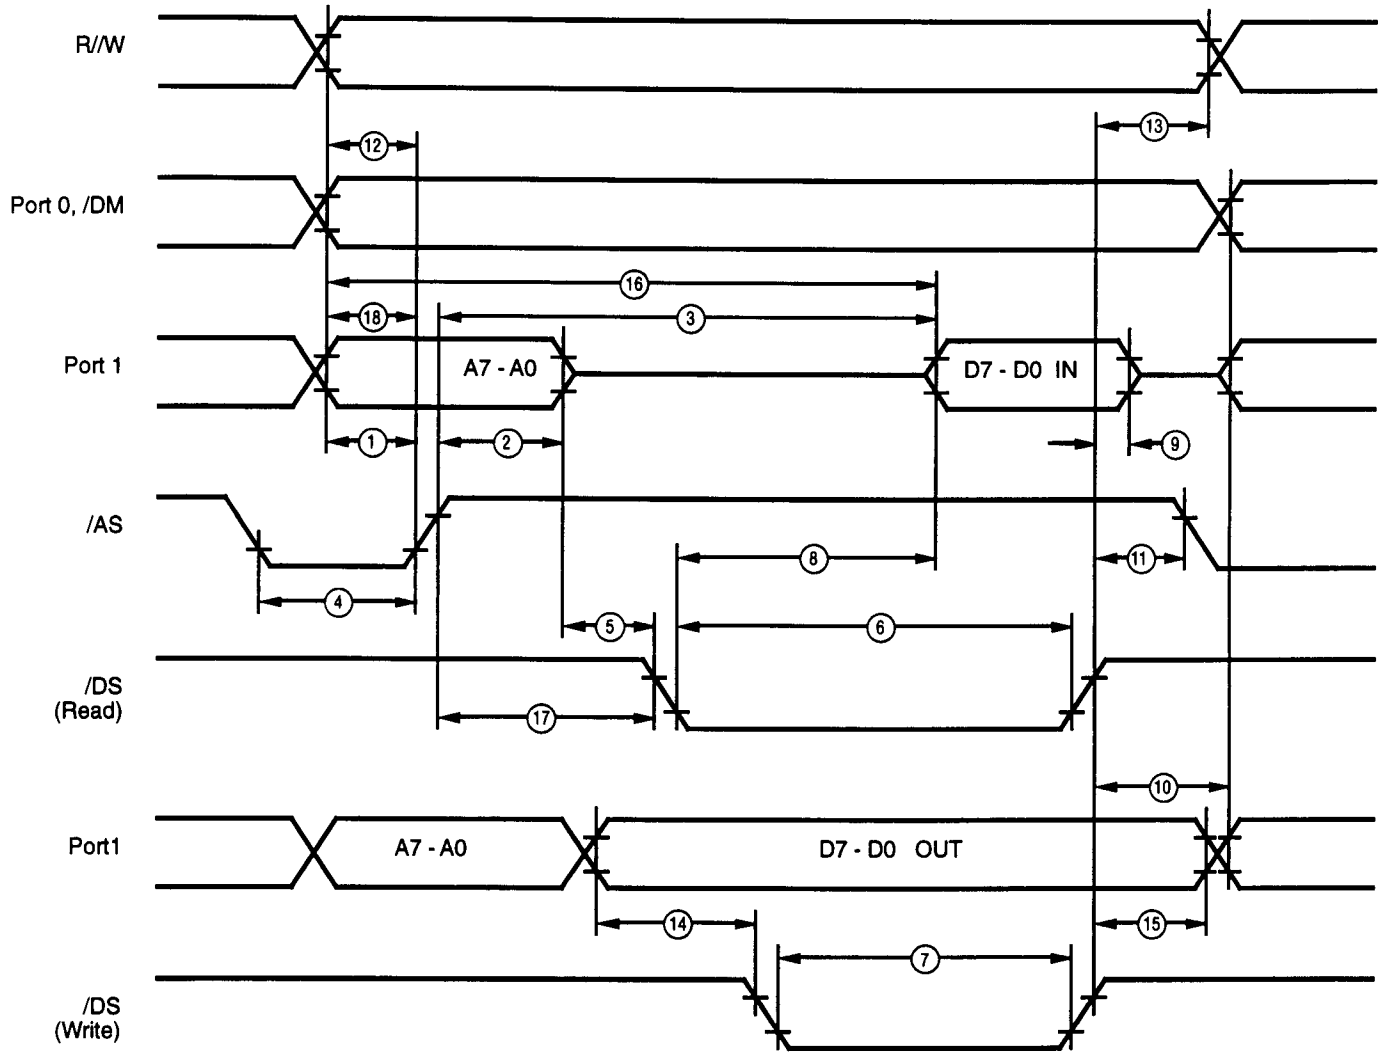 R//W
12
13
Port 0, /DM
16
18
3
Port 1
A7 - A0
D7 - D0 IN
1
2
9
/AS
8
11
4
5
6
/DS
(Read)
17
10
Port1
A7 - A0
D7 - D0 OUT
14
15
7
/DS
(Write)